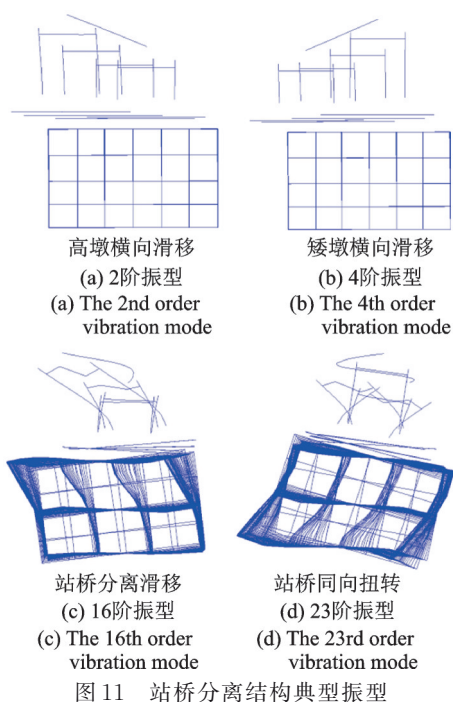 高墩横向滑移
(a) 2阶振型
(a) The 2nd order
vibration mode
矮墩横向滑移
(b) 4阶振型
(b) The 4th order
vibration mode
站桥分离滑移
(c) 16阶振型
(c) The 16th order
vibration mode
站桥同向扭转
(d) 23阶振型
(d) The 23rd order
vibration mode
图11 站桥分离结构典型振型